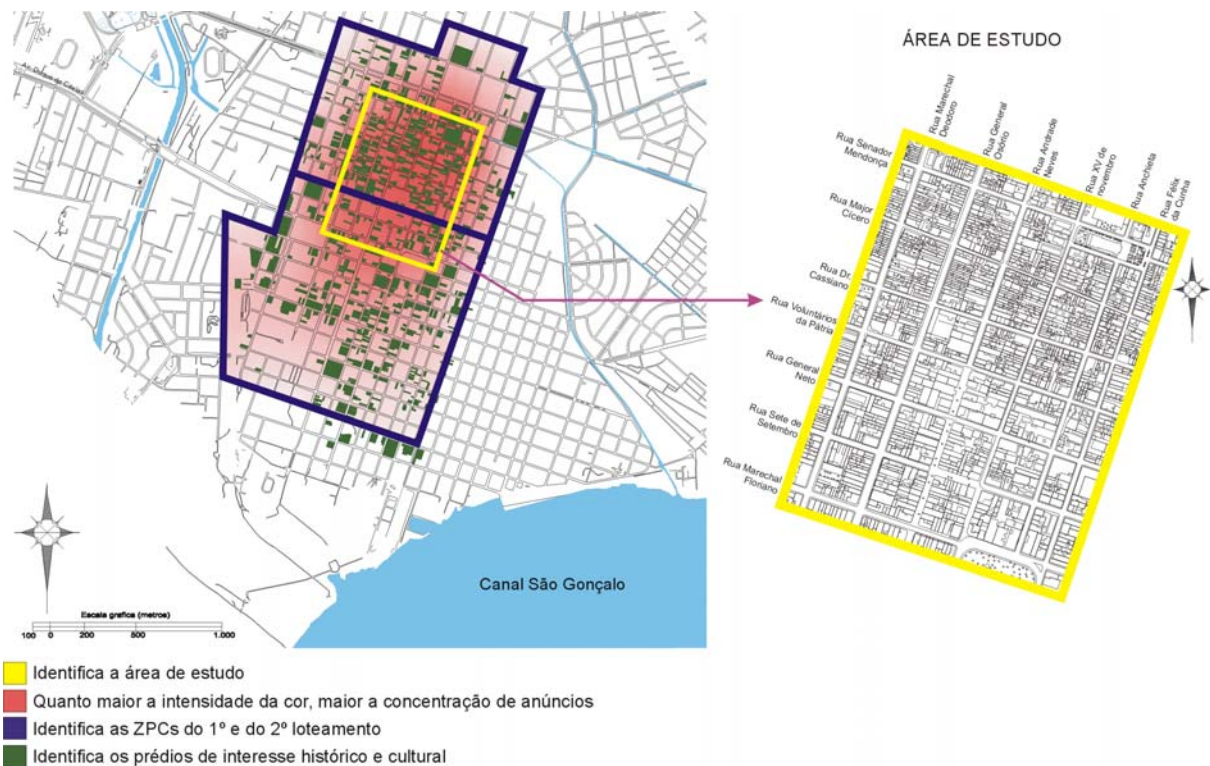 ÁREA DE ESTUDO
Rua Marechal
Deodoro
Rua General
Osório
Rua Andrade
Neves
Rua XV de
novembro
Rua Anchieta
Rua Félix
da Cunha
Rua Senador
Mendonça
Rua Major
Cícero
Rua Dr.
Cassiano
Rua Voluntários
da Pátria
Rua General
Neto
Rua Sete de
Setembro
Rua Marechal
Floriano
Canal São Gonçalo
Escala gráfica (metros)
100 0 200 500 1.000
Identifica a área de estudo
Quanto maior a intensidade da cor, maior a concentração de anúncios
Identifica as ZPCs do 1º e do 2º loteamento
Identifica os prédios de interesse histórico e cultural